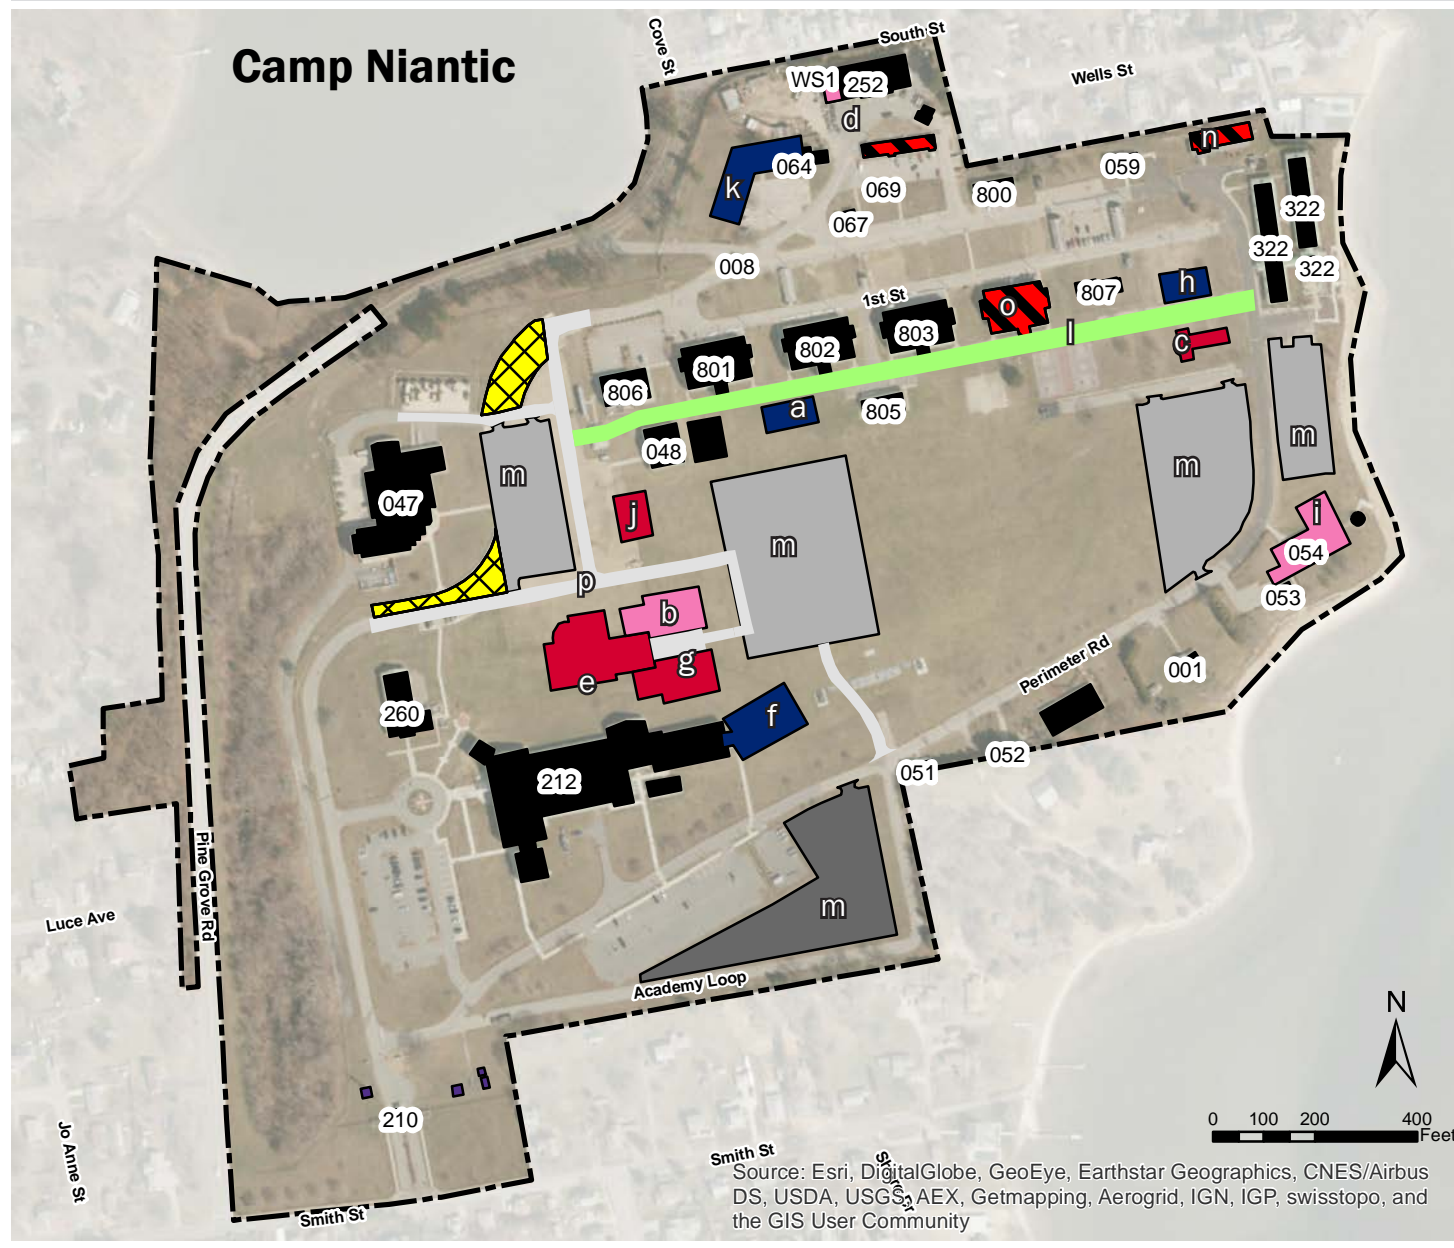 Camp Niantic
Cove St
South St
Wells St
WS1
252
d
n
064
k
069
059
800
067
322
322
322
008
h
1st St
o
807
l
c
803
802
801
806
a
805
048
m
m
m
047
j
m
i
054
p
053
b
g
e
Perimeter Rd
001
260
f
052
051
212
Pine Grove Rd
Luce Ave
m
Academy Loop
N
210
0 100 200 400
Feet
Jo Anne St
Smith St
Smith St
Source: Esri, DigitalGlobe, GeoEye, Earthstar Geographics, CNES/Airbus
DS, USDA, USGS, AEX, Getmapping, Aerogrid, IGN, IGP, swisstopo, and
the GIS User Community